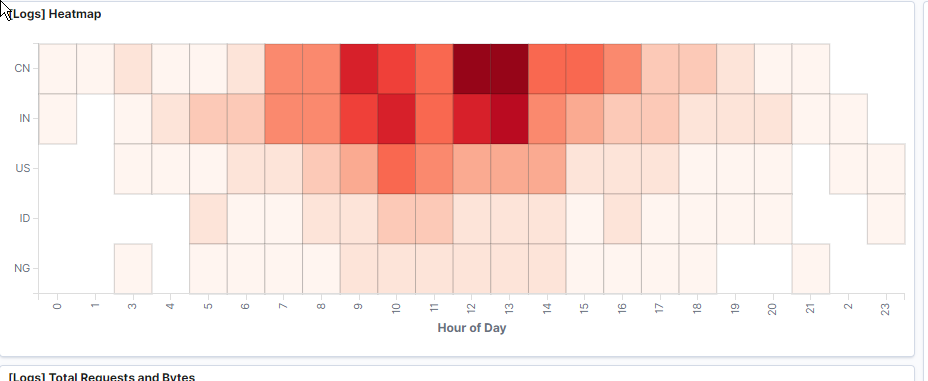 [Logs] Heatmap
CN
IN
US
ID
NG
0 1 3 4 5 6 7 8 9 10 11 12 13 14 15 16 17 18 19 20 21 2 23
Hour of Day
[Logs] Total Requests and Bytes